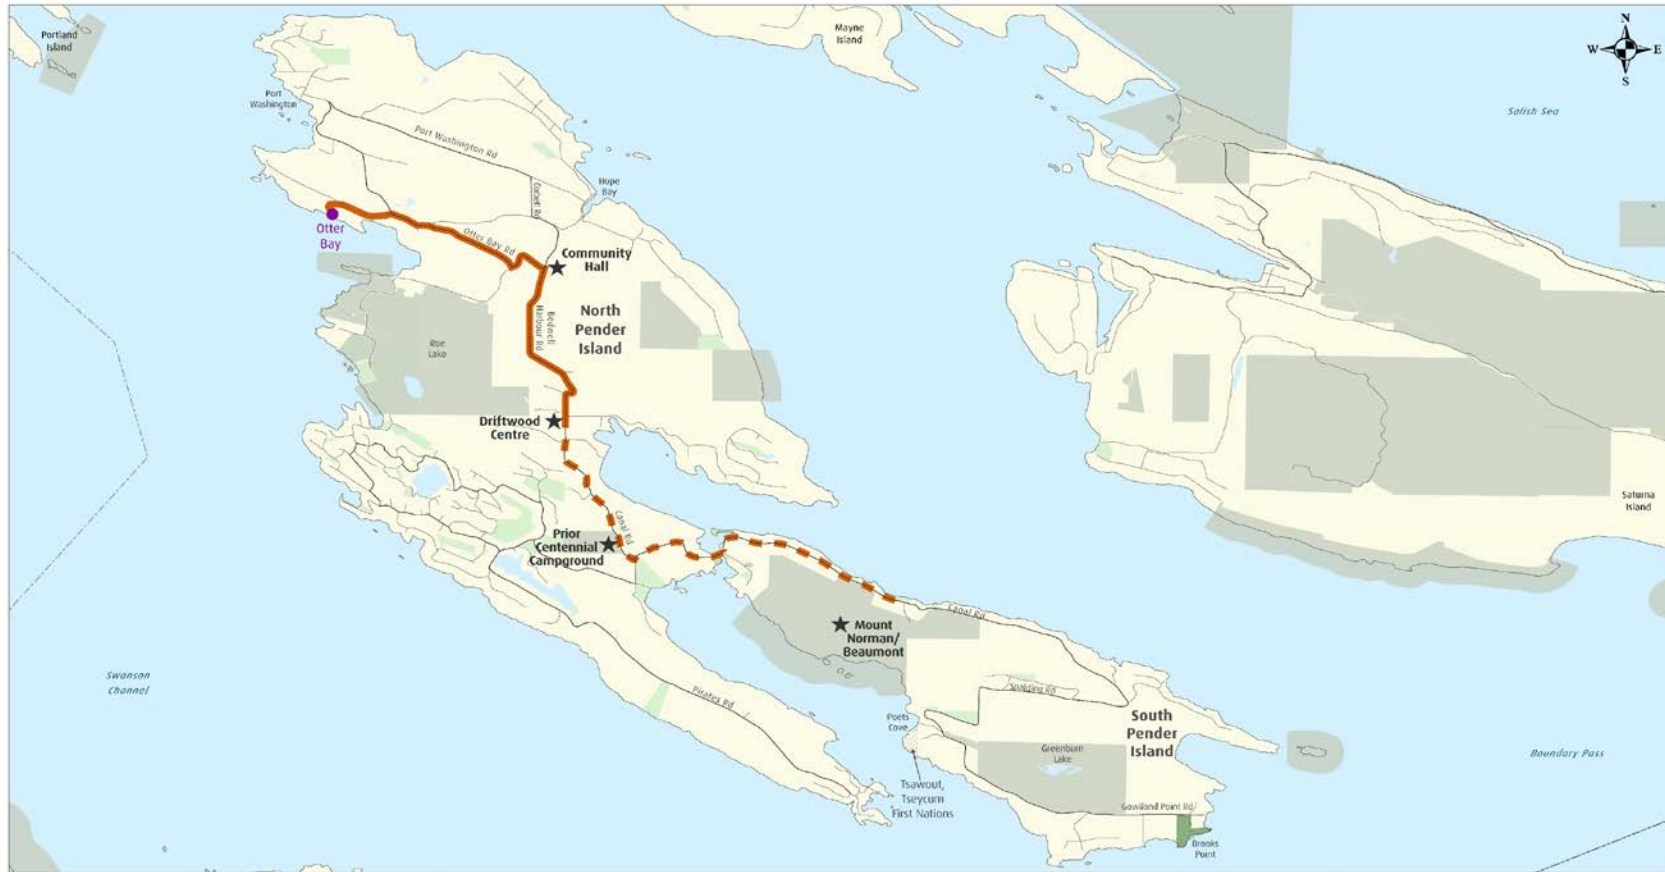 N
W
E
S
Portland
Island
Mayne
Island
Salish Sea
Port
Washington
Port Washington Rd
Corbett Rd
Hope
Bay
Otter
Bay
Otter Bay Rd
Community
Hall
Bedwell
Harbour Rd
North
Pender
Island
Roe
Lake
Driftwood
Centre
Canal Rd
Prior
Centennial
Campground
Saturna
Island
Canal Rd
Mount
Norman/
Beaumont
Swanson
Channel
Pirates Rd
Spalding Rd
Poets
Cove
South
Pender
Island
Greenburn
Lake
Boundary Pass
Tsawout,
Tseycum
First Nations
Gowlland Point Rd
Brooks
Point